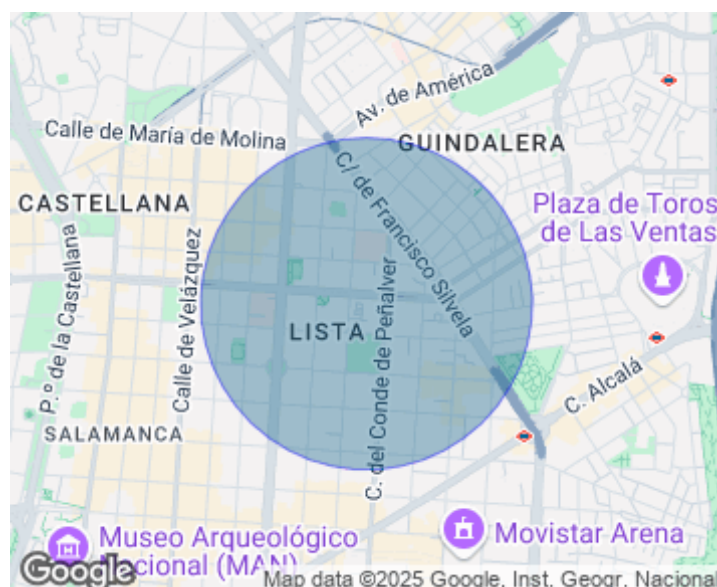 Av. de América
Calle de María de Molina
GUINDALERA
C/ de Francisco Silvela
CASTELLANA
Plaza de Toros
de Las Ventas
P.º de la Castellana
Calle de Velázquez
C. del Conde de Peñalver
LISTA
C. Alcalá
SALAMANCA
Museo Arqueológico
Nacional (MAN)
Movistar Arena
Google
Map data ©2025 Google, Inst. Geogr. Nacional